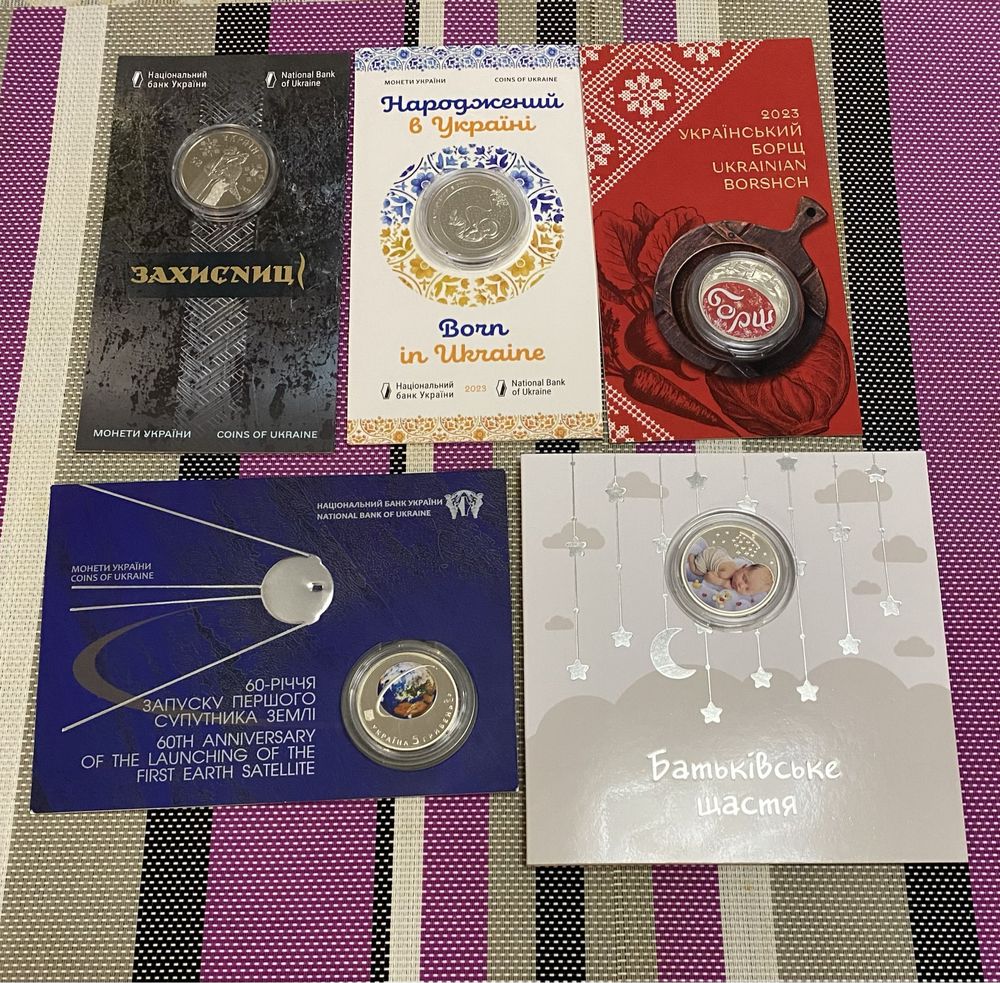 Національний
банк України
National Bank
of Ukraine
ЗАХИСНИЦІ
МОНЕТИ УКРАЇНИ
COINS OF UKRAINE
МОНЕТИ УКРАЇНИ
COINS OF UKRAINE
Народжений
в Україні
Born
in Ukraine
Національний
банк України
2023
National Bank
of Ukraine
2023
УКРАЇНСЬКИЙ
БОРЩ
UKRAINIAN
BORSHCH
Борщ
НАЦІОНАЛЬНИЙ БАНК УКРАЇНИ
NATIONAL BANK OF UKRAINE
МОНЕТИ УКРАЇНИ
COINS OF UKRAINE
60-РІЧЧЯ
ЗАПУСКУ ПЕРШОГО
СУПУТНИКА ЗЕМЛІ
60TH ANNIVERSARY
OF THE LAUNCHING OF THE
FIRST EARTH SATELLITE
УКРАЇНА 5 ГРИВЕНЬ
Батьківське
щастя